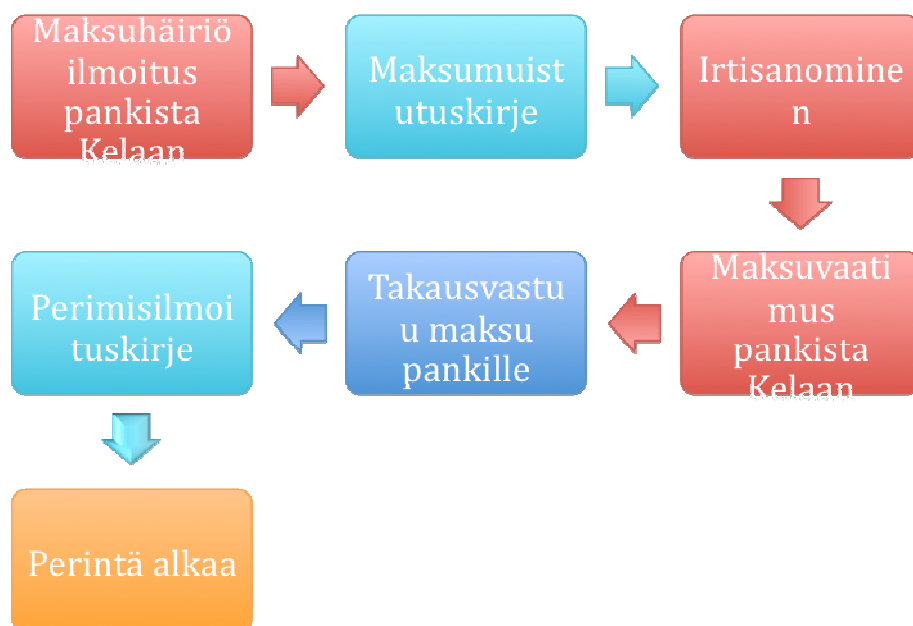 Maksuhäiriö
ilmoitus
pankista
Kelaan
Maksumuist
utuskirje
Irtisanomine
n
Maksuvaati
mus
pankista
Kelaan
Takausvastu
u maksu
pankille
Perimisilmoi
tuskirje
Perintä alkaa